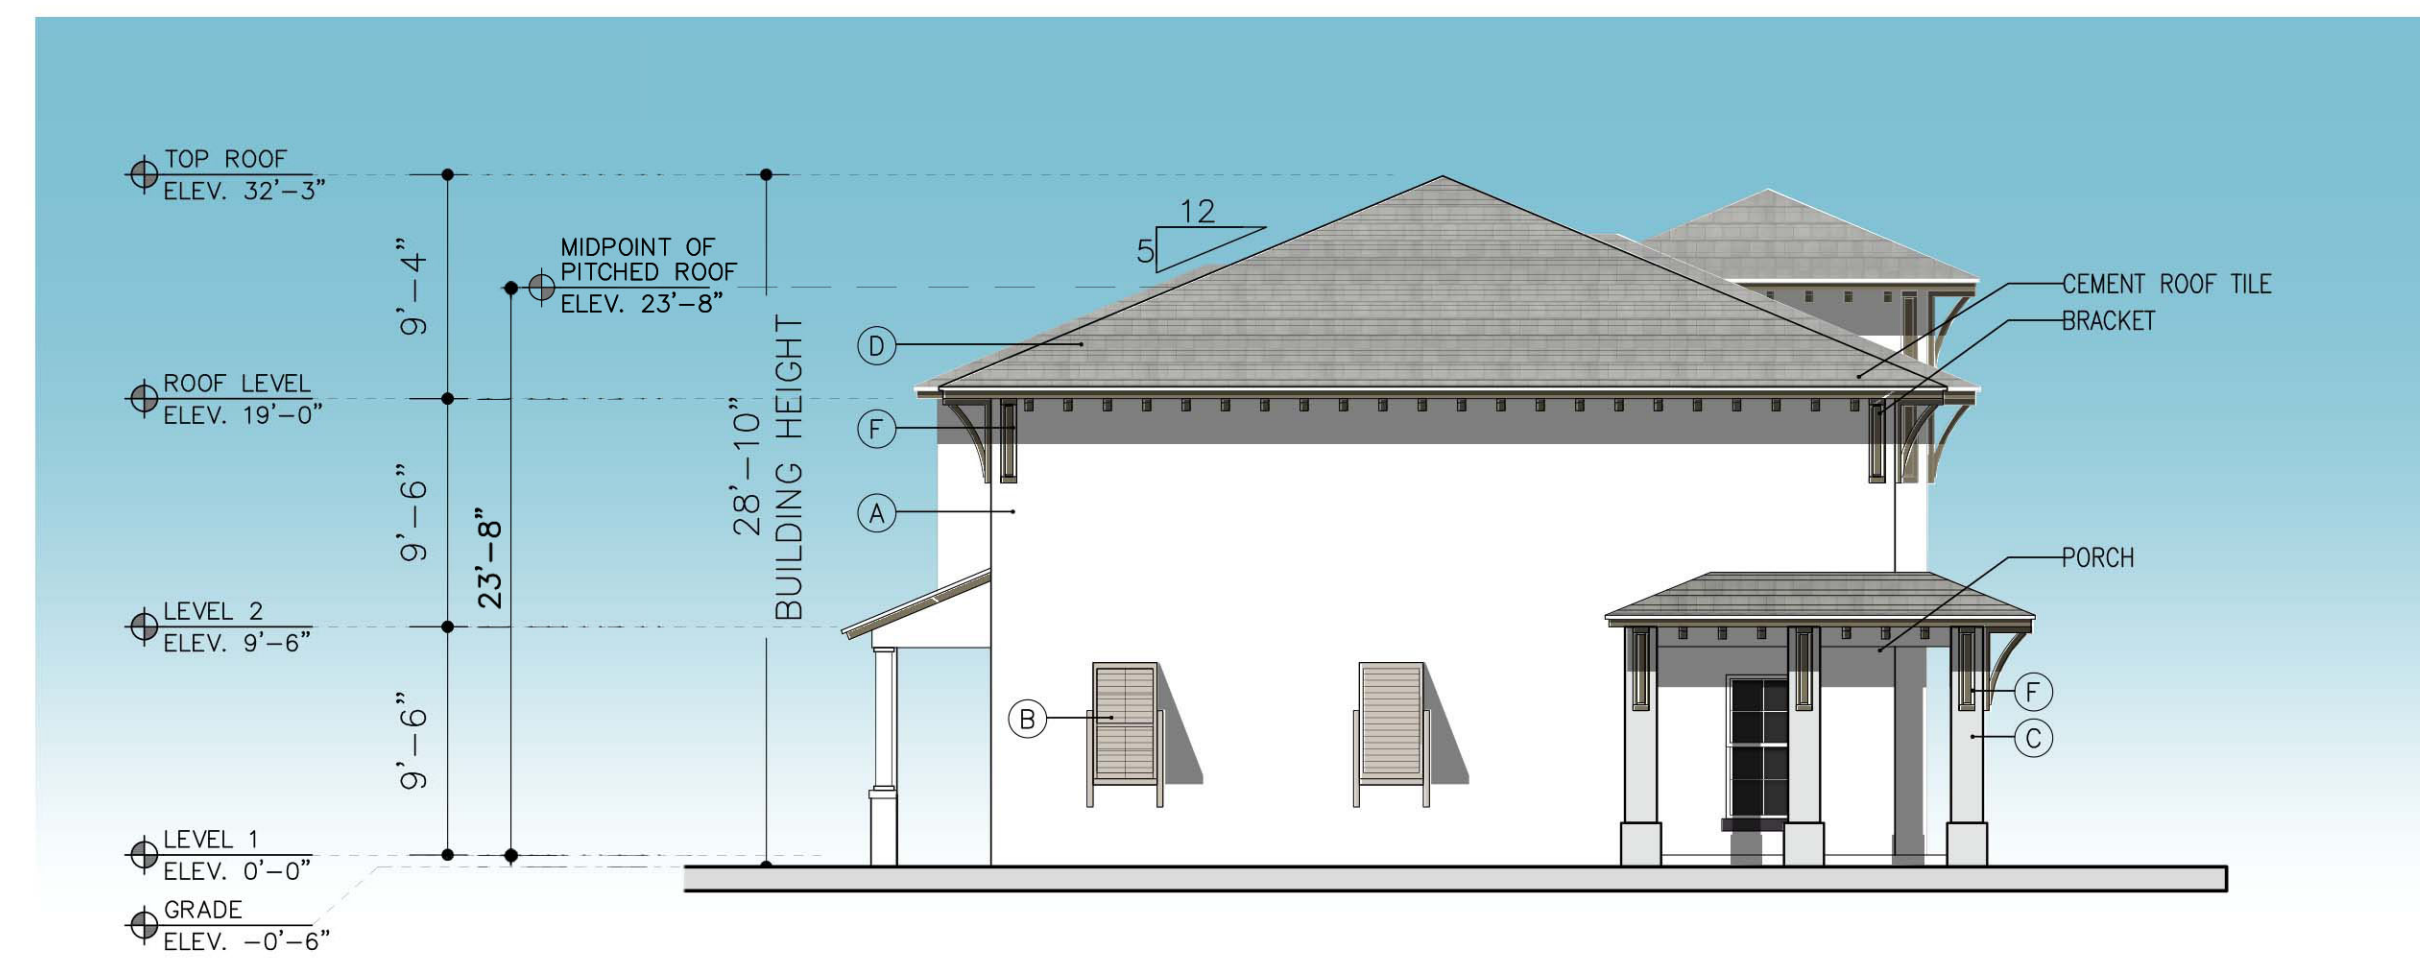 TOP ROOF
ELEV. 32'-3"
9'-4"
MIDPOINT OF
PITCHED ROOF
ELEV. 23'-8"
12
5
CEMENT ROOF TILE
BRACKET
D
ROOF LEVEL
ELEV. 19'-0"
F
A
9'-6"
23'-8"
28'-10"
BUILDING HEIGHT
PORCH
LEVEL 2
ELEV. 9'-6"
9'-6"
B
F
C
LEVEL 1
ELEV. 0'-0"
GRADE
ELEV. -0'-6"